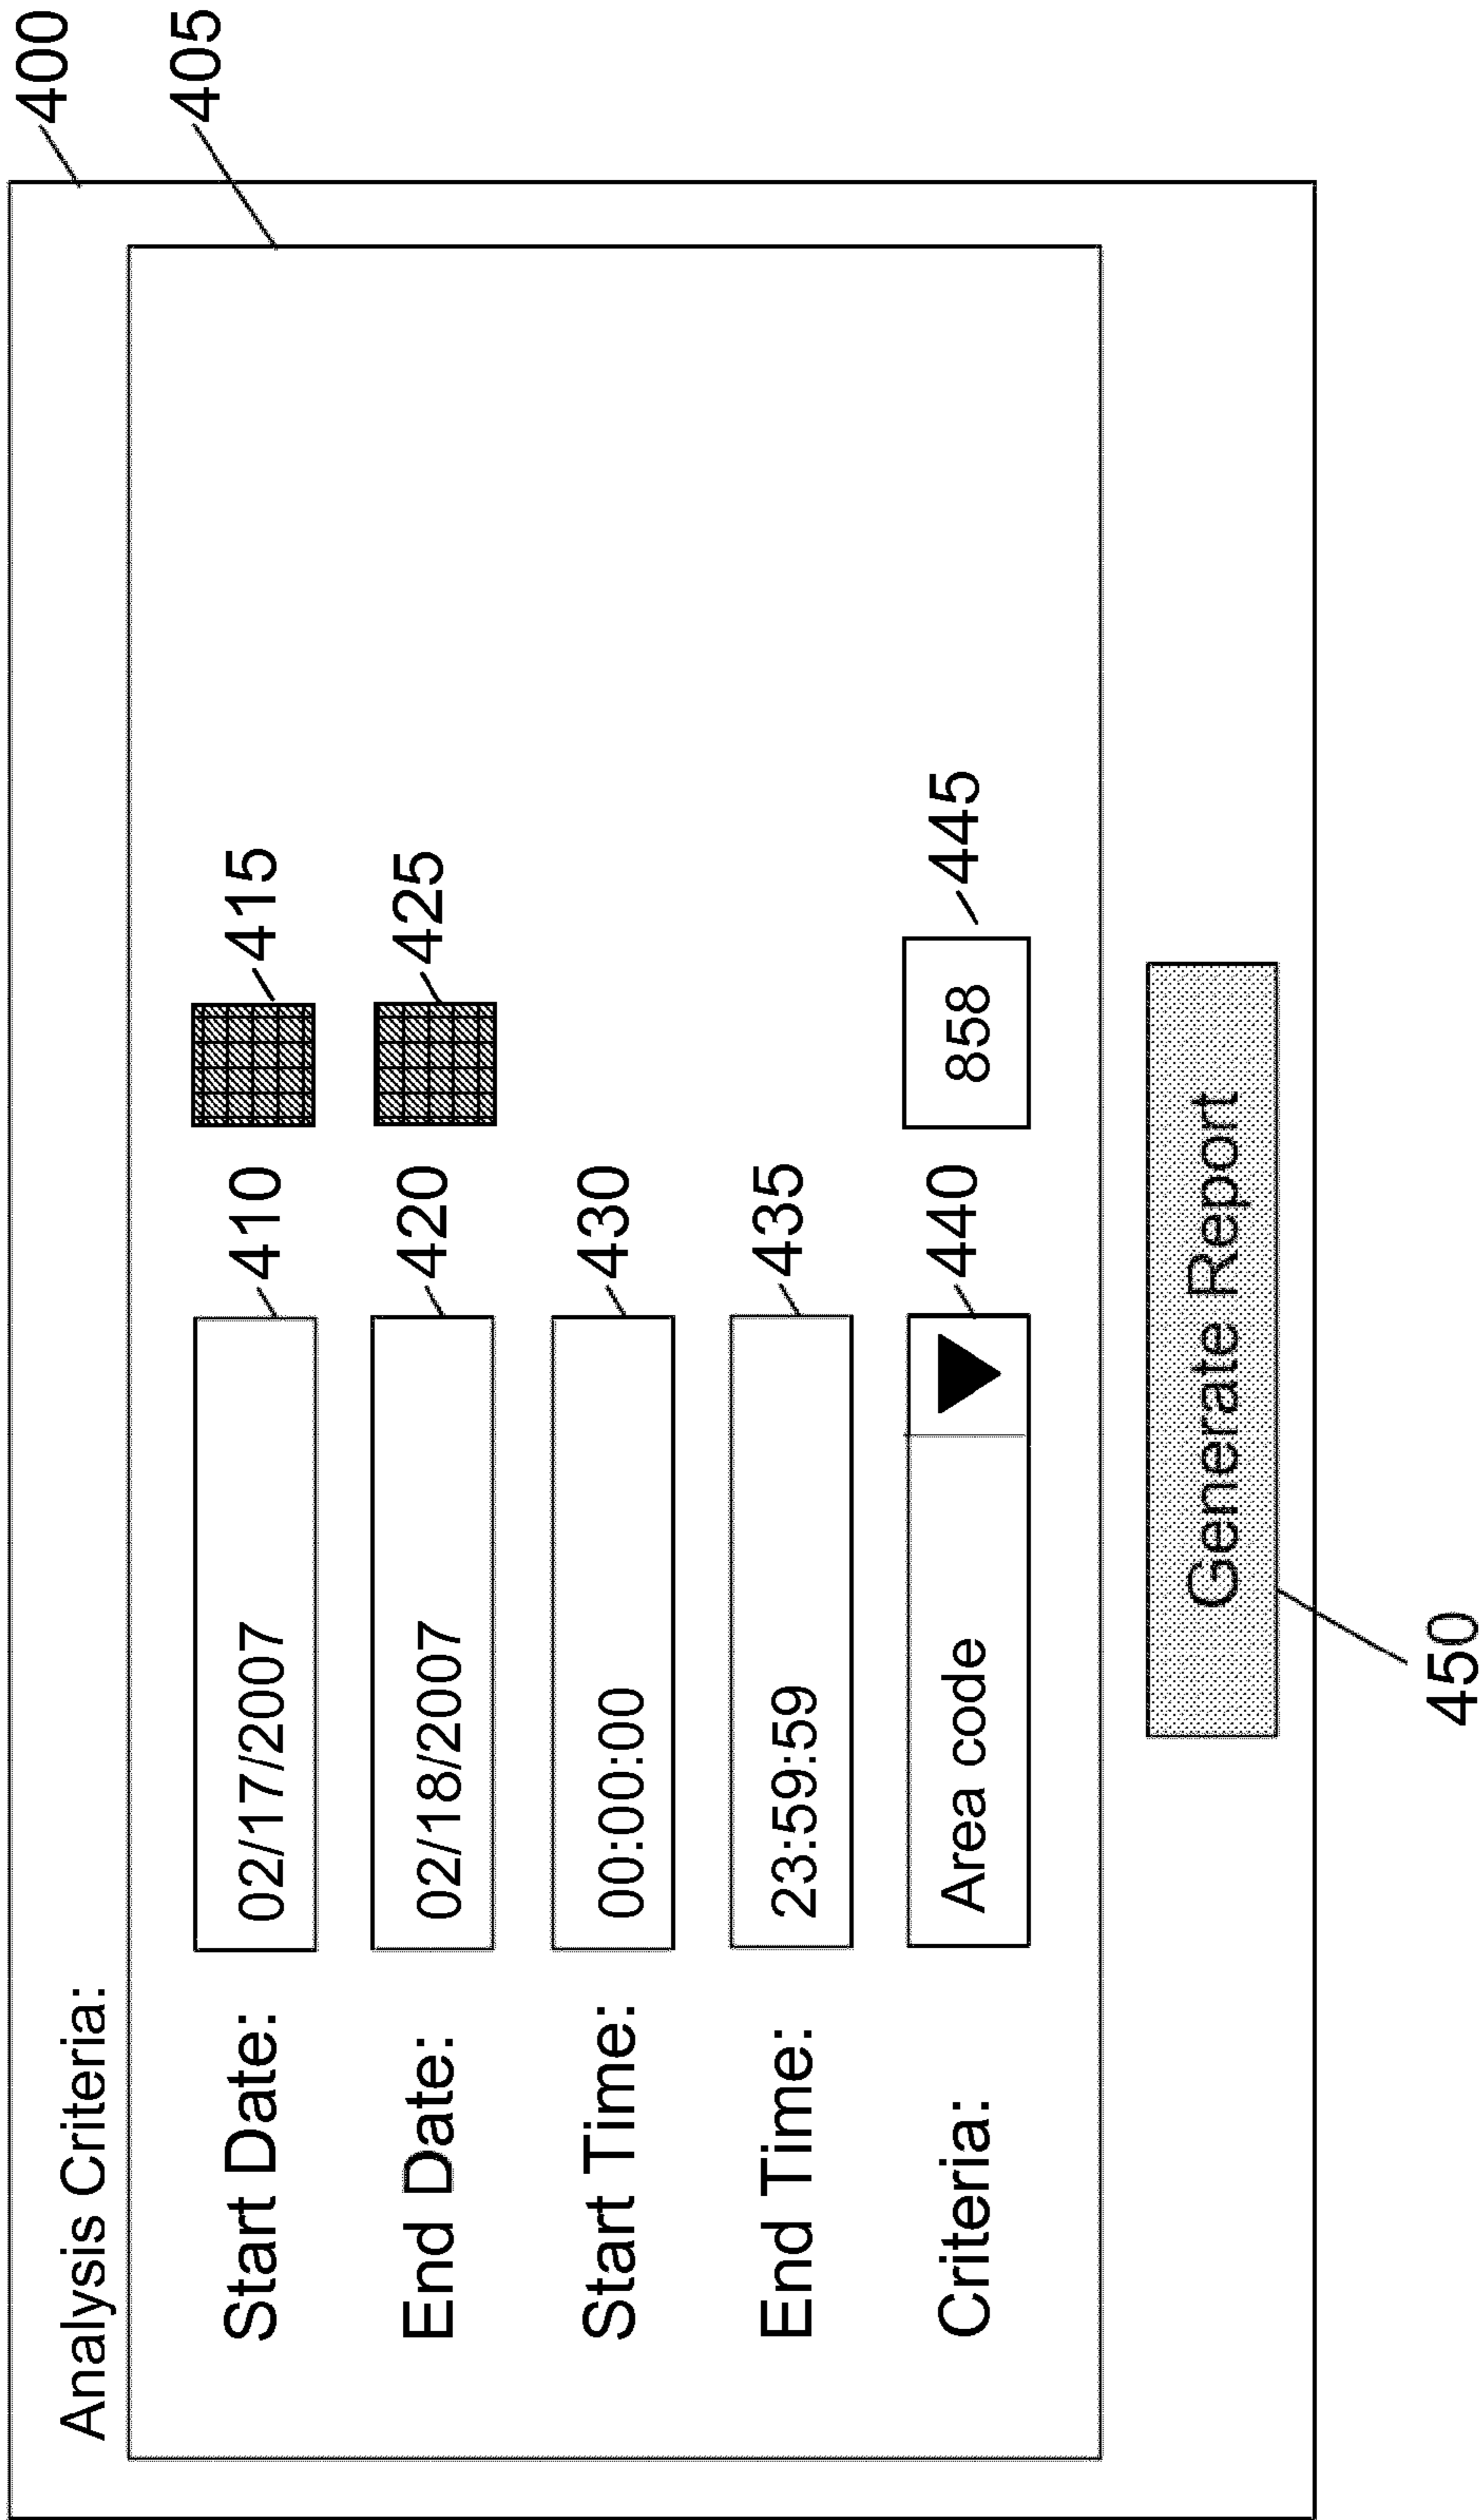 400
405
Analysis Criteria:
Start Date: 02/17/2007 410 415
End Date: 02/18/2007 420 425
Start Time: 00:00:00 430
End Time: 23:59:59 435
Criteria: Area code 440 858 445
Generate Report
450